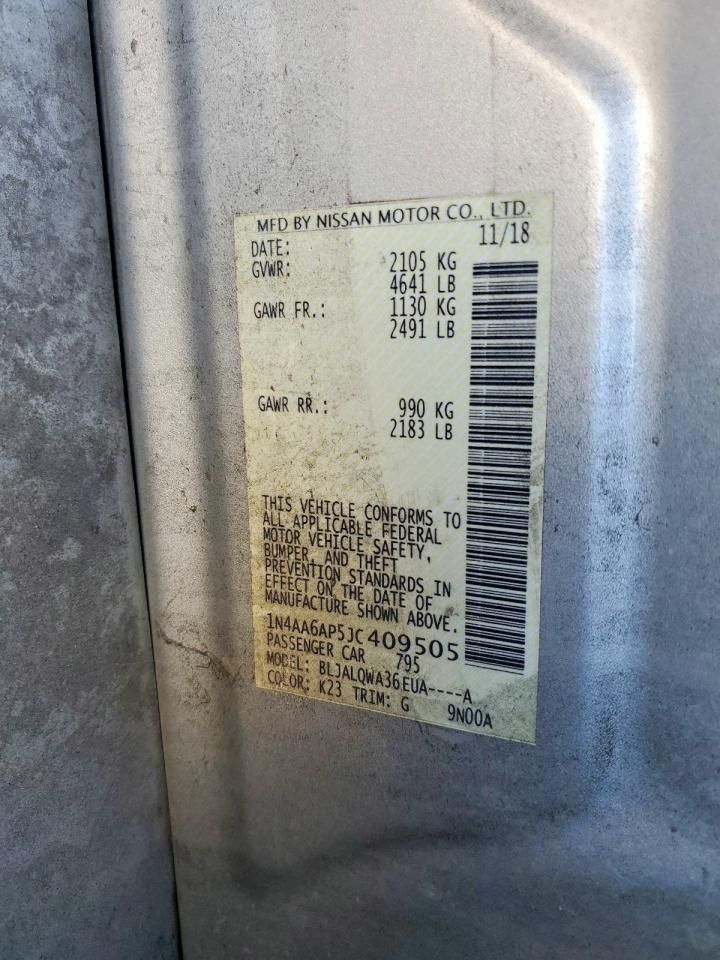 MFD BY NISSAN MOTOR CO., LTD.
DATE: 11/18
GVWR: 2105 KG
4641 LB
GAWR FR.: 1130 KG
2491 LB
GAWR RR.: 990 KG
2183 LB
THIS VEHICLE CONFORMS TO
ALL APPLICABLE FEDERAL
MOTOR VEHICLE SAFETY,
BUMPER, AND THEFT
PREVENTION STANDARDS IN
EFFECT ON THE DATE OF
MANUFACTURE SHOWN ABOVE.
1N4AA6AP5JC409505
PASSENGER CAR 795
MODEL: BLJALQWA36EUA----A
COLOR: K23 TRIM: G 9N00A